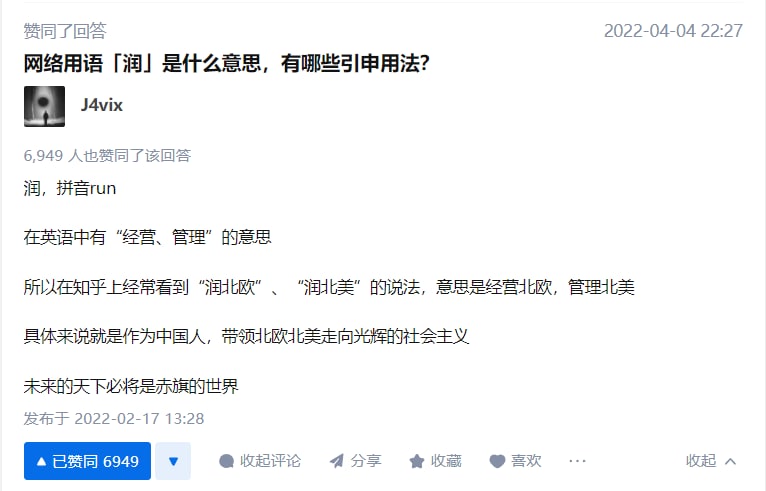 赞同了回答
2022-04-04 22:27
网络用语「润」是什么意思，有哪些引申用法？
J4vix
6,949 人也赞同了该回答
润，拼音run
在英语中有“经营、管理”的意思
所以在知乎上经常看到“润北欧”、“润北美”的说法，意思是经营北欧，管理北美
具体来说就是作为中国人，带领北欧北美走向光辉的社会主义
未来的天下必将是赤旗的世界
发布于 2022-02-17 13:28
已赞同 6949
收起评论
分享
收藏
喜欢
···
收起